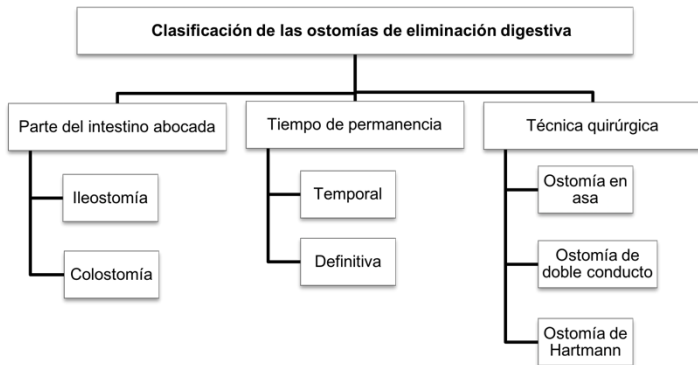 Clasificación de las ostomías de eliminación digestiva
Parte del intestino abocada
Tiempo de permanencia
Técnica quirúrgica
Ileostomía
Colostomía
Temporal
Definitiva
Ostomía en
asa
Ostomía de
doble conducto
Ostomía de
Hartmann